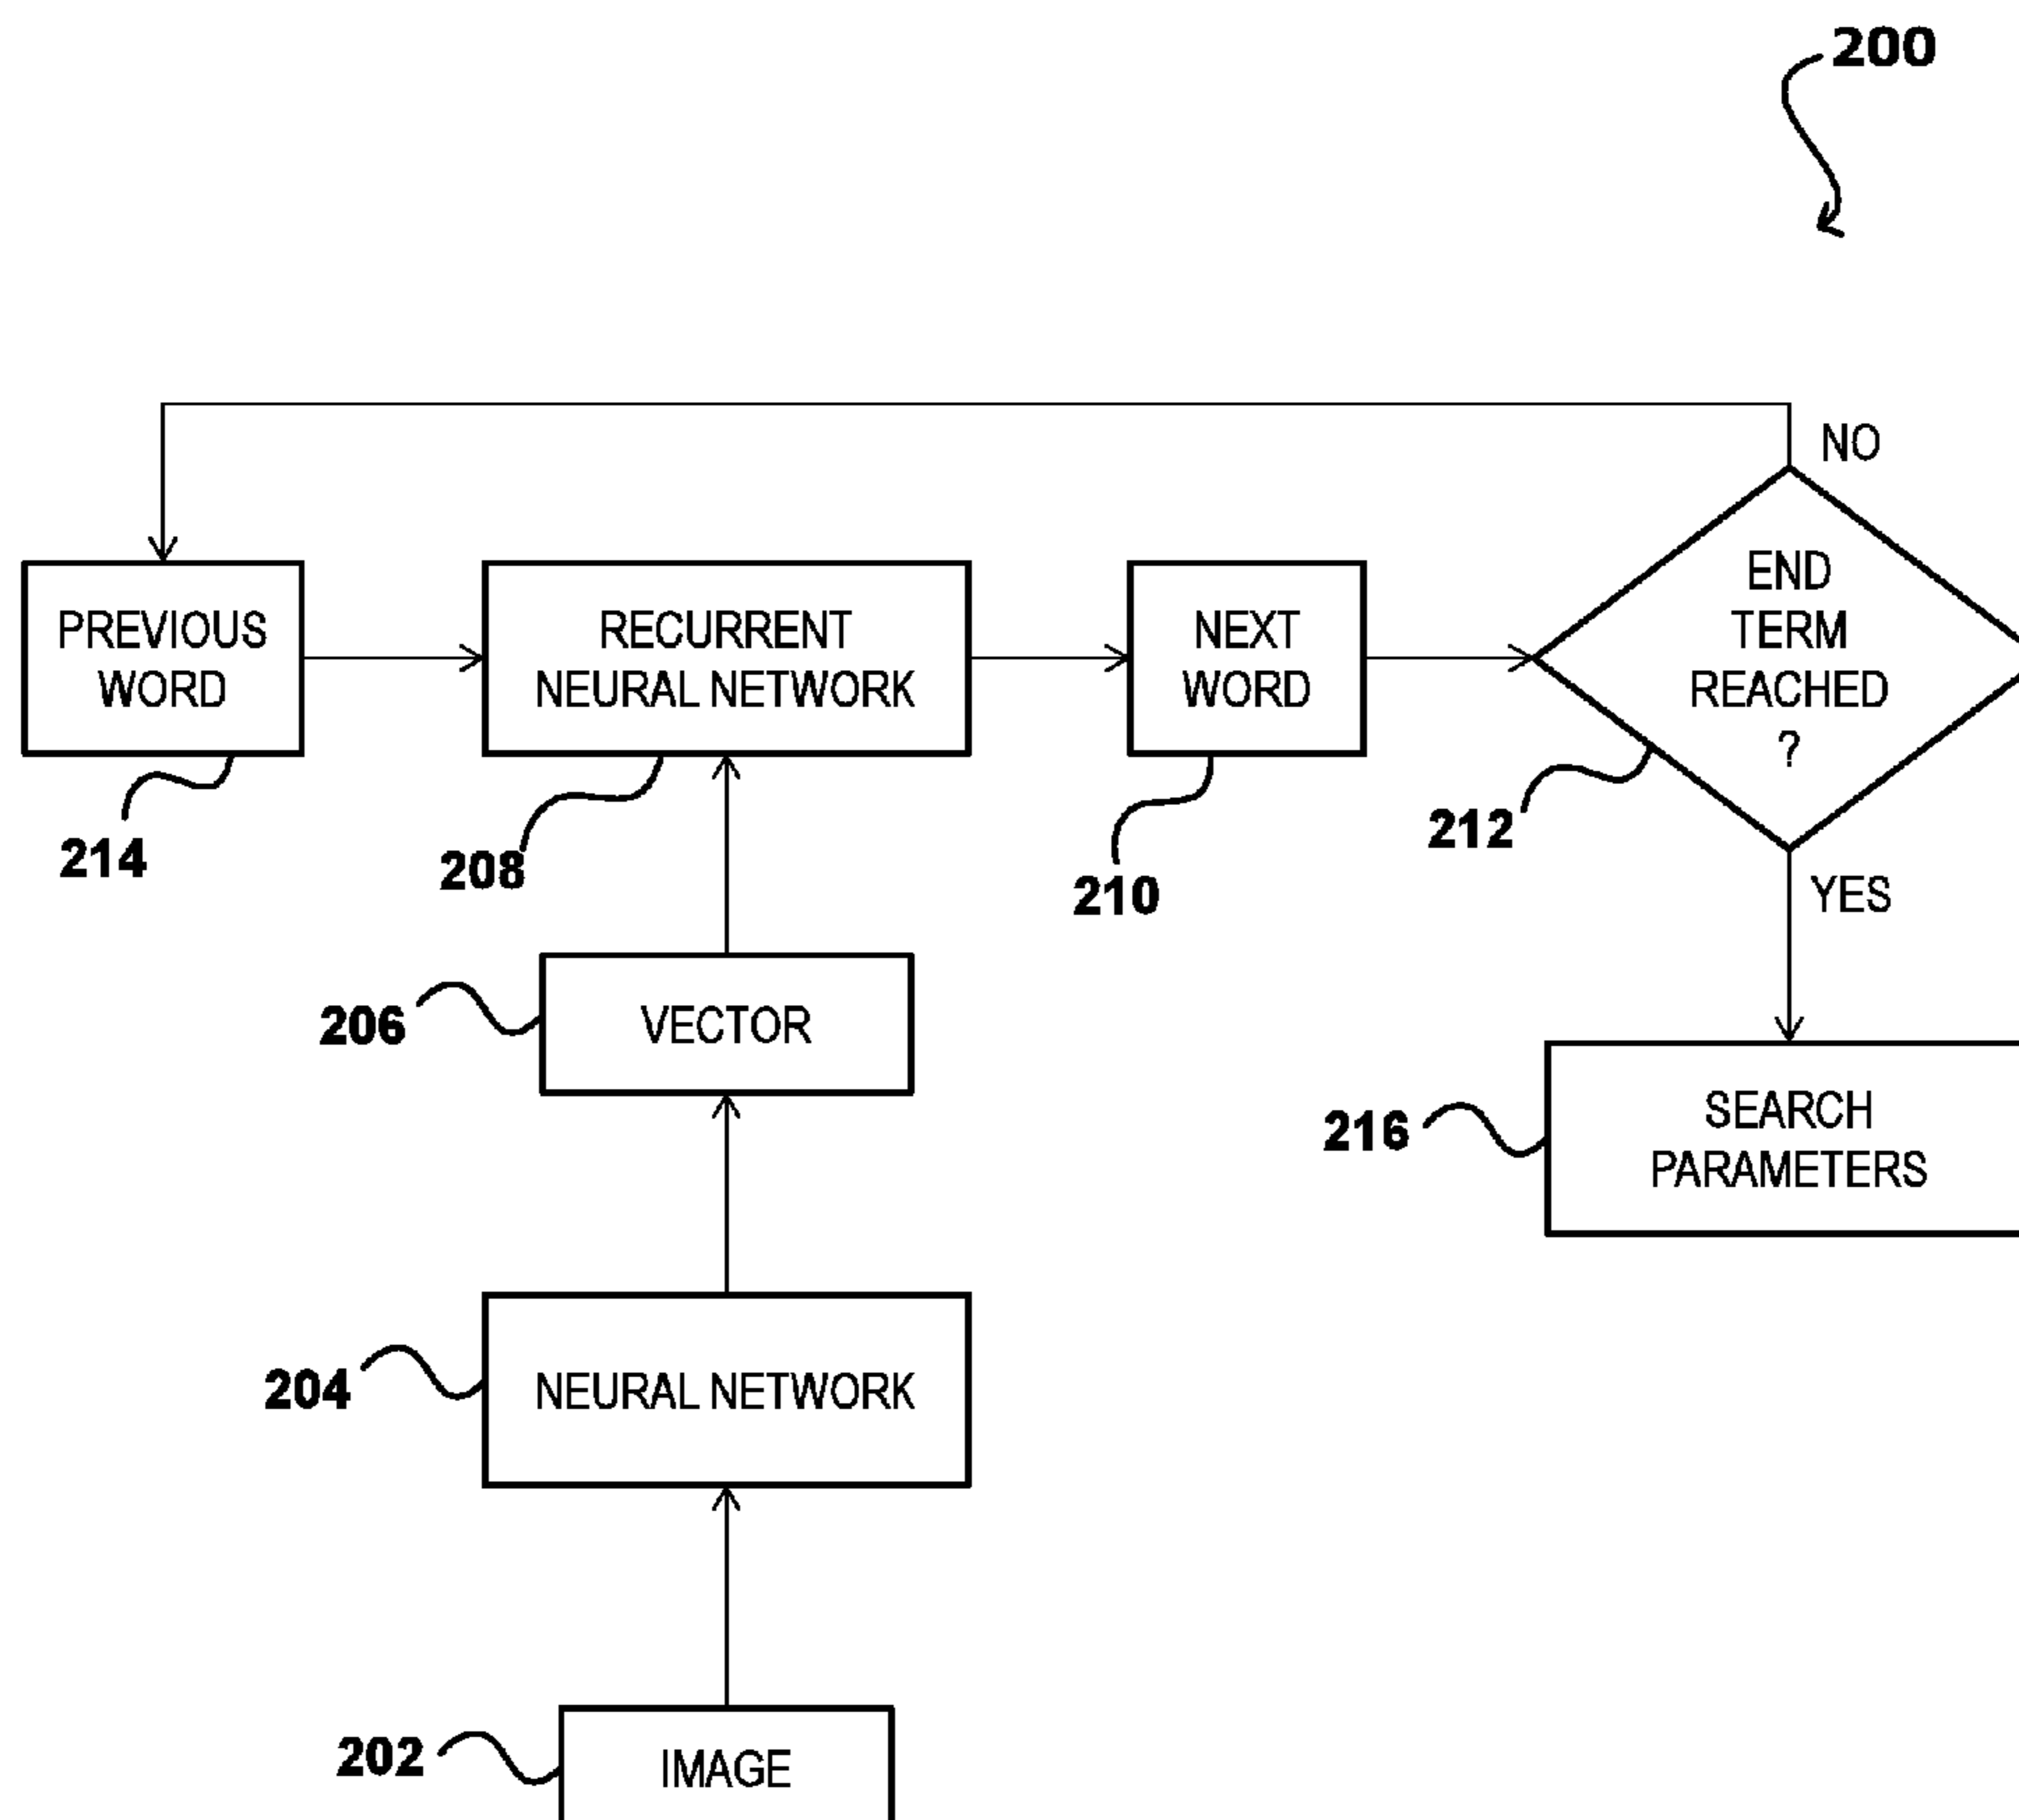 200
NO
PREVIOUS
WORD
RECURRENT
NEURAL NETWORK
NEXT
WORD
END
TERM
REACHED
?
214
208
210
212
YES
206
VECTOR
216
SEARCH
PARAMETERS
204
NEURAL NETWORK
202
IMAGE